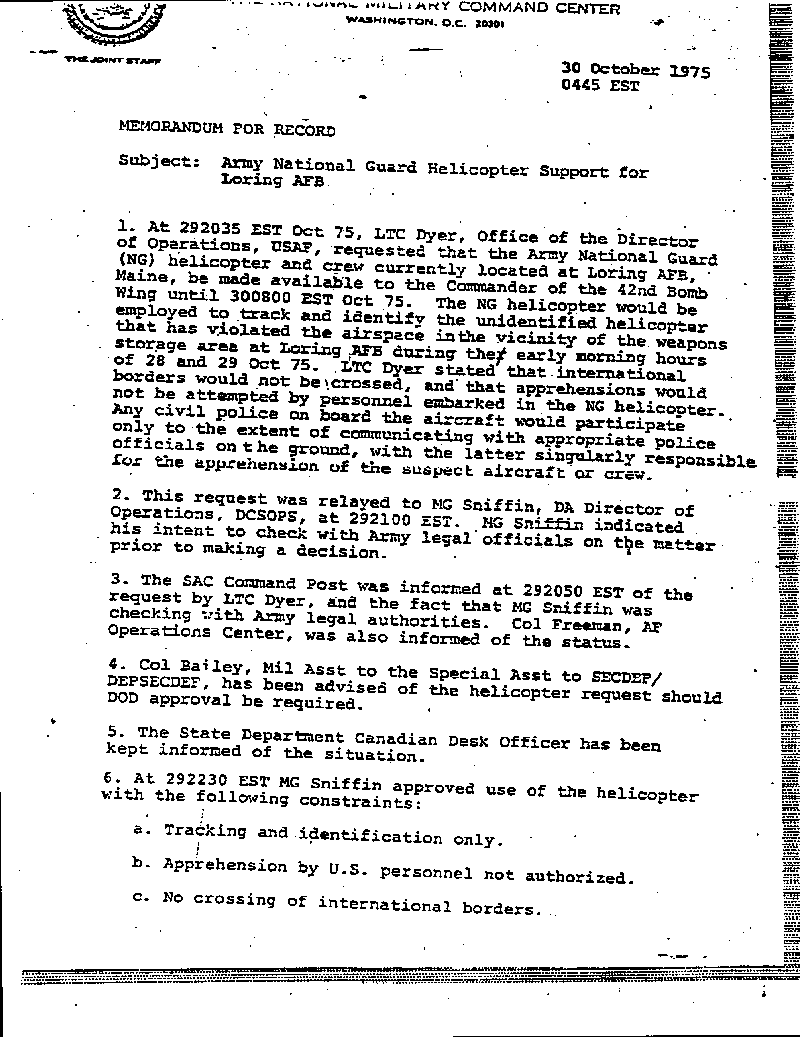 NATIONAL MILITARY COMMAND CENTER
WASHINGTON, D.C. 20301
THE JOINT STAFF
30 October 1975
0445 EST
MEMORANDUM FOR RECORD
Subject: Army National Guard Helicopter Support for
Loring AFB
1. At 292035 EST Oct 75, LTC Dyer, Office of the Director
of Operations, USAF, requested that the Army National Guard
(NG) helicopter and crew currently located at Loring AFB,
Maine, be made available to the Commander of the 42nd Bomb
Wing until 300800 EST Oct 75. The NG helicopter would be
employed to track and identify the unidentified helicopter
that has violated the airspace inthe vicinity of the weapons
storage area at Loring AFB during the early morning hours
of 28 and 29 Oct 75. LTC Dyer stated that international
borders would not be crossed, and that apprehensions would
not be attempted by personnel embarked in the NG helicopter.
Any civil police on board the aircraft would participate
only to the extent of communicating with appropriate police
officials on the ground, with the latter singularly responsible
for the apprehension of the suspect aircraft or crew.
2. This request was relayed to MG Sniffin, DA Director of
Operations, DCSOPS, at 292100 EST. MG Sniffin indicated
his intent to check with Army legal officials on the matter
prior to making a decision.
3. The SAC Command Post was informed at 292050 EST of the
request by LTC Dyer, and the fact that MG Sniffin was
checking with Army legal authorities. Col Freeman, AF
Operations Center, was also informed of the status.
4. Col Bailey, Mil Asst to the Special Asst to SECDEF/
DEPSECDEF, has been advised of the helicopter request should
DOD approval be required.
5. The State Department Canadian Desk Officer has been
kept informed of the situation.
6. At 292230 EST MG Sniffin approved use of the helicopter
with the following constraints:
a. Tracking and identification only.
b. Apprehension by U.S. personnel not authorized.
c. No crossing of international borders.